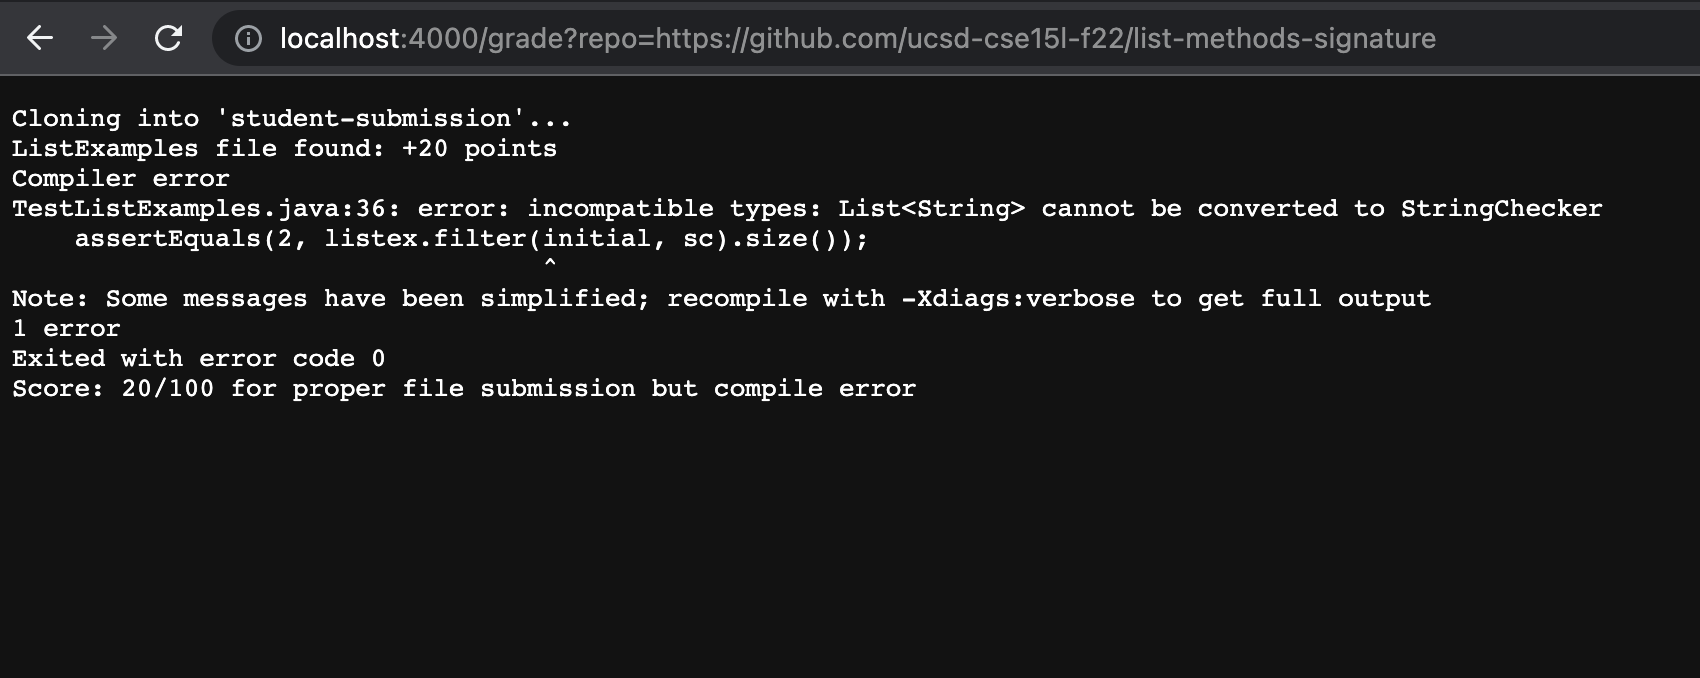 localhost:4000/grade?repo=https://github.com/ucsd-cse15l-f22/list-methods-signature
Cloning into 'student-submission'...
ListExamples file found: +20 points
Compiler error
TestListExamples.java:36: error: incompatible types: List<String> cannot be converted to StringChecker
    assertEquals(2, listex.filter(initial, sc).size());
                                  ^
Note: Some messages have been simplified; recompile with -Xdiags:verbose to get full output
1 error
Exited with error code 0
Score: 20/100 for proper file submission but compile error